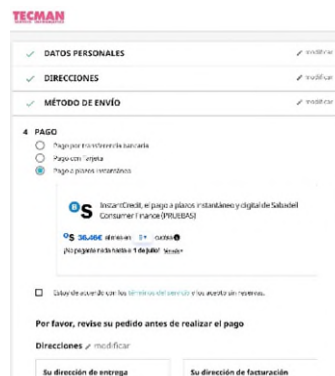 TECMAN
DATOS PERSONALES
modificar
DIRECCIONES
modificar
MÉTODO DE ENVÍO
modificar
4 PAGO
Pago por transferencia bancaria
Pago con Tarjeta
Pago a plazos instantáneo
InstantCredit, el pago a plazos instantáneo y digital de Sabadell
Consumer Finance (PRUEBAS)
36,46€ al mes en cuotas
¡No pagarás nada hasta el 1 de julio!
Estoy de acuerdo con los términos del servicio y los acepto sin reservas.
Por favor, revise su pedido antes de realizar el pago
Direcciones modificar
Su dirección de entrega
Su dirección de facturación